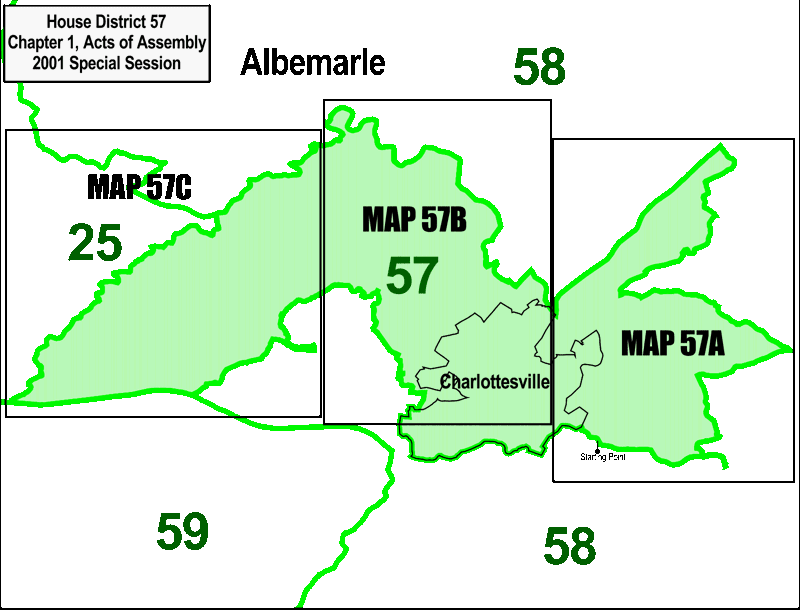 House District 57
Chapter 1, Acts of Assembly
2001 Special Session
Albemarle
58
MAP 57C
25
MAP 57B
57
MAP 57A
Charlottesville
Starting Point
59
58